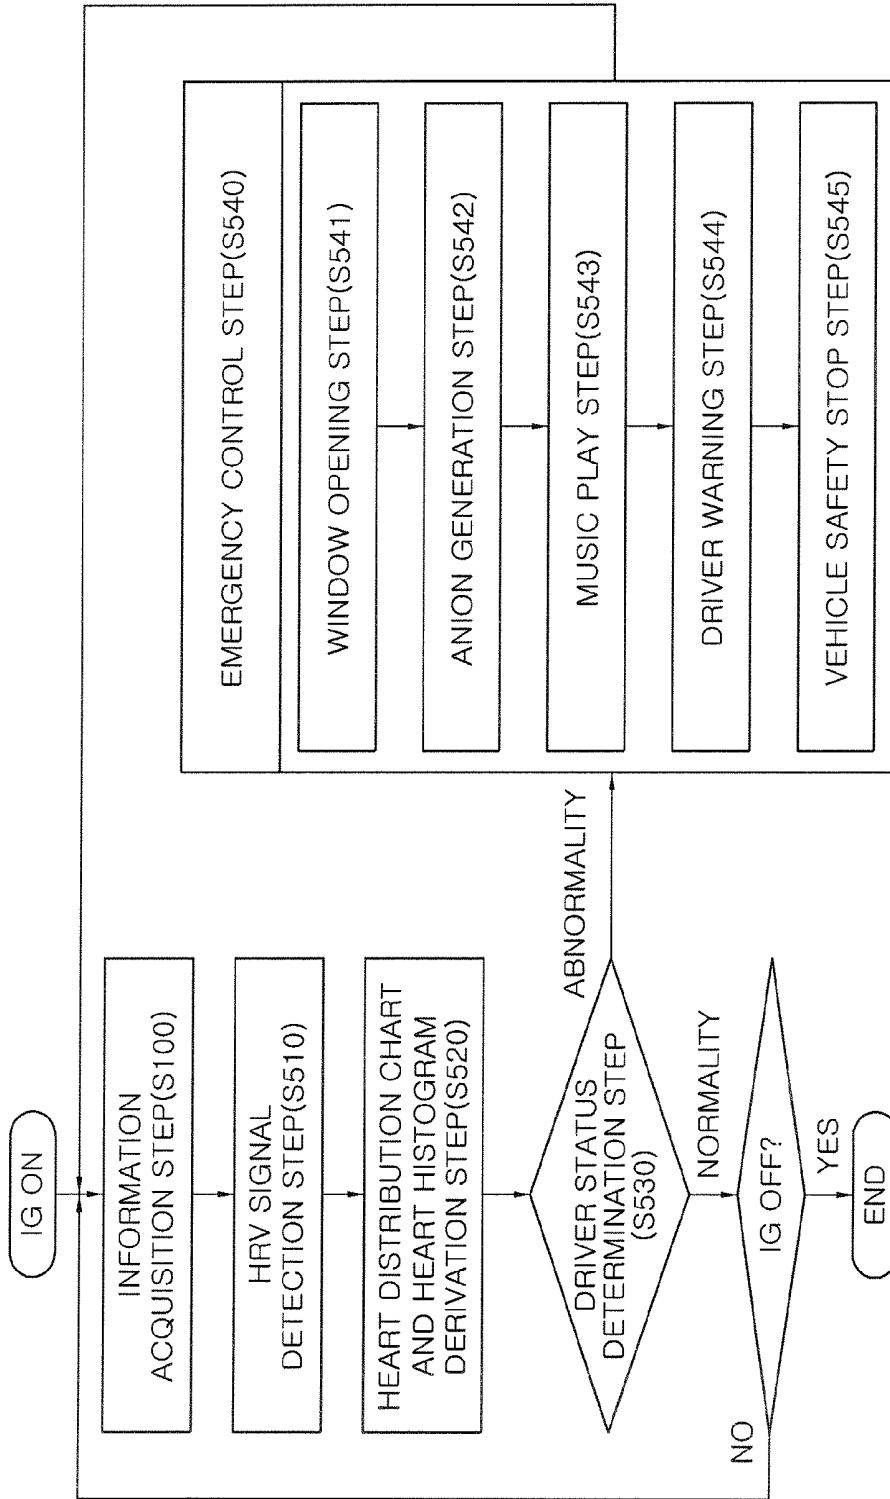 IG ON
INFORMATION
ACQUISITION STEP(S100)
HRV SIGNAL
DETECTION STEP(S510)
HEART DISTRIBUTION CHART
AND HEART HISTOGRAM
DERIVATION STEP(S520)
DRIVER STATUS
DETERMINATION STEP
(S530)
ABNORMALITY
NORMALITY
IG OFF?
NO
YES
END
EMERGENCY CONTROL STEP(S540)
WINDOW OPENING STEP(S541)
ANION GENERATION STEP(S542)
MUSIC PLAY STEP(S543)
DRIVER WARNING STEP(S544)
VEHICLE SAFETY STOP STEP(S545)